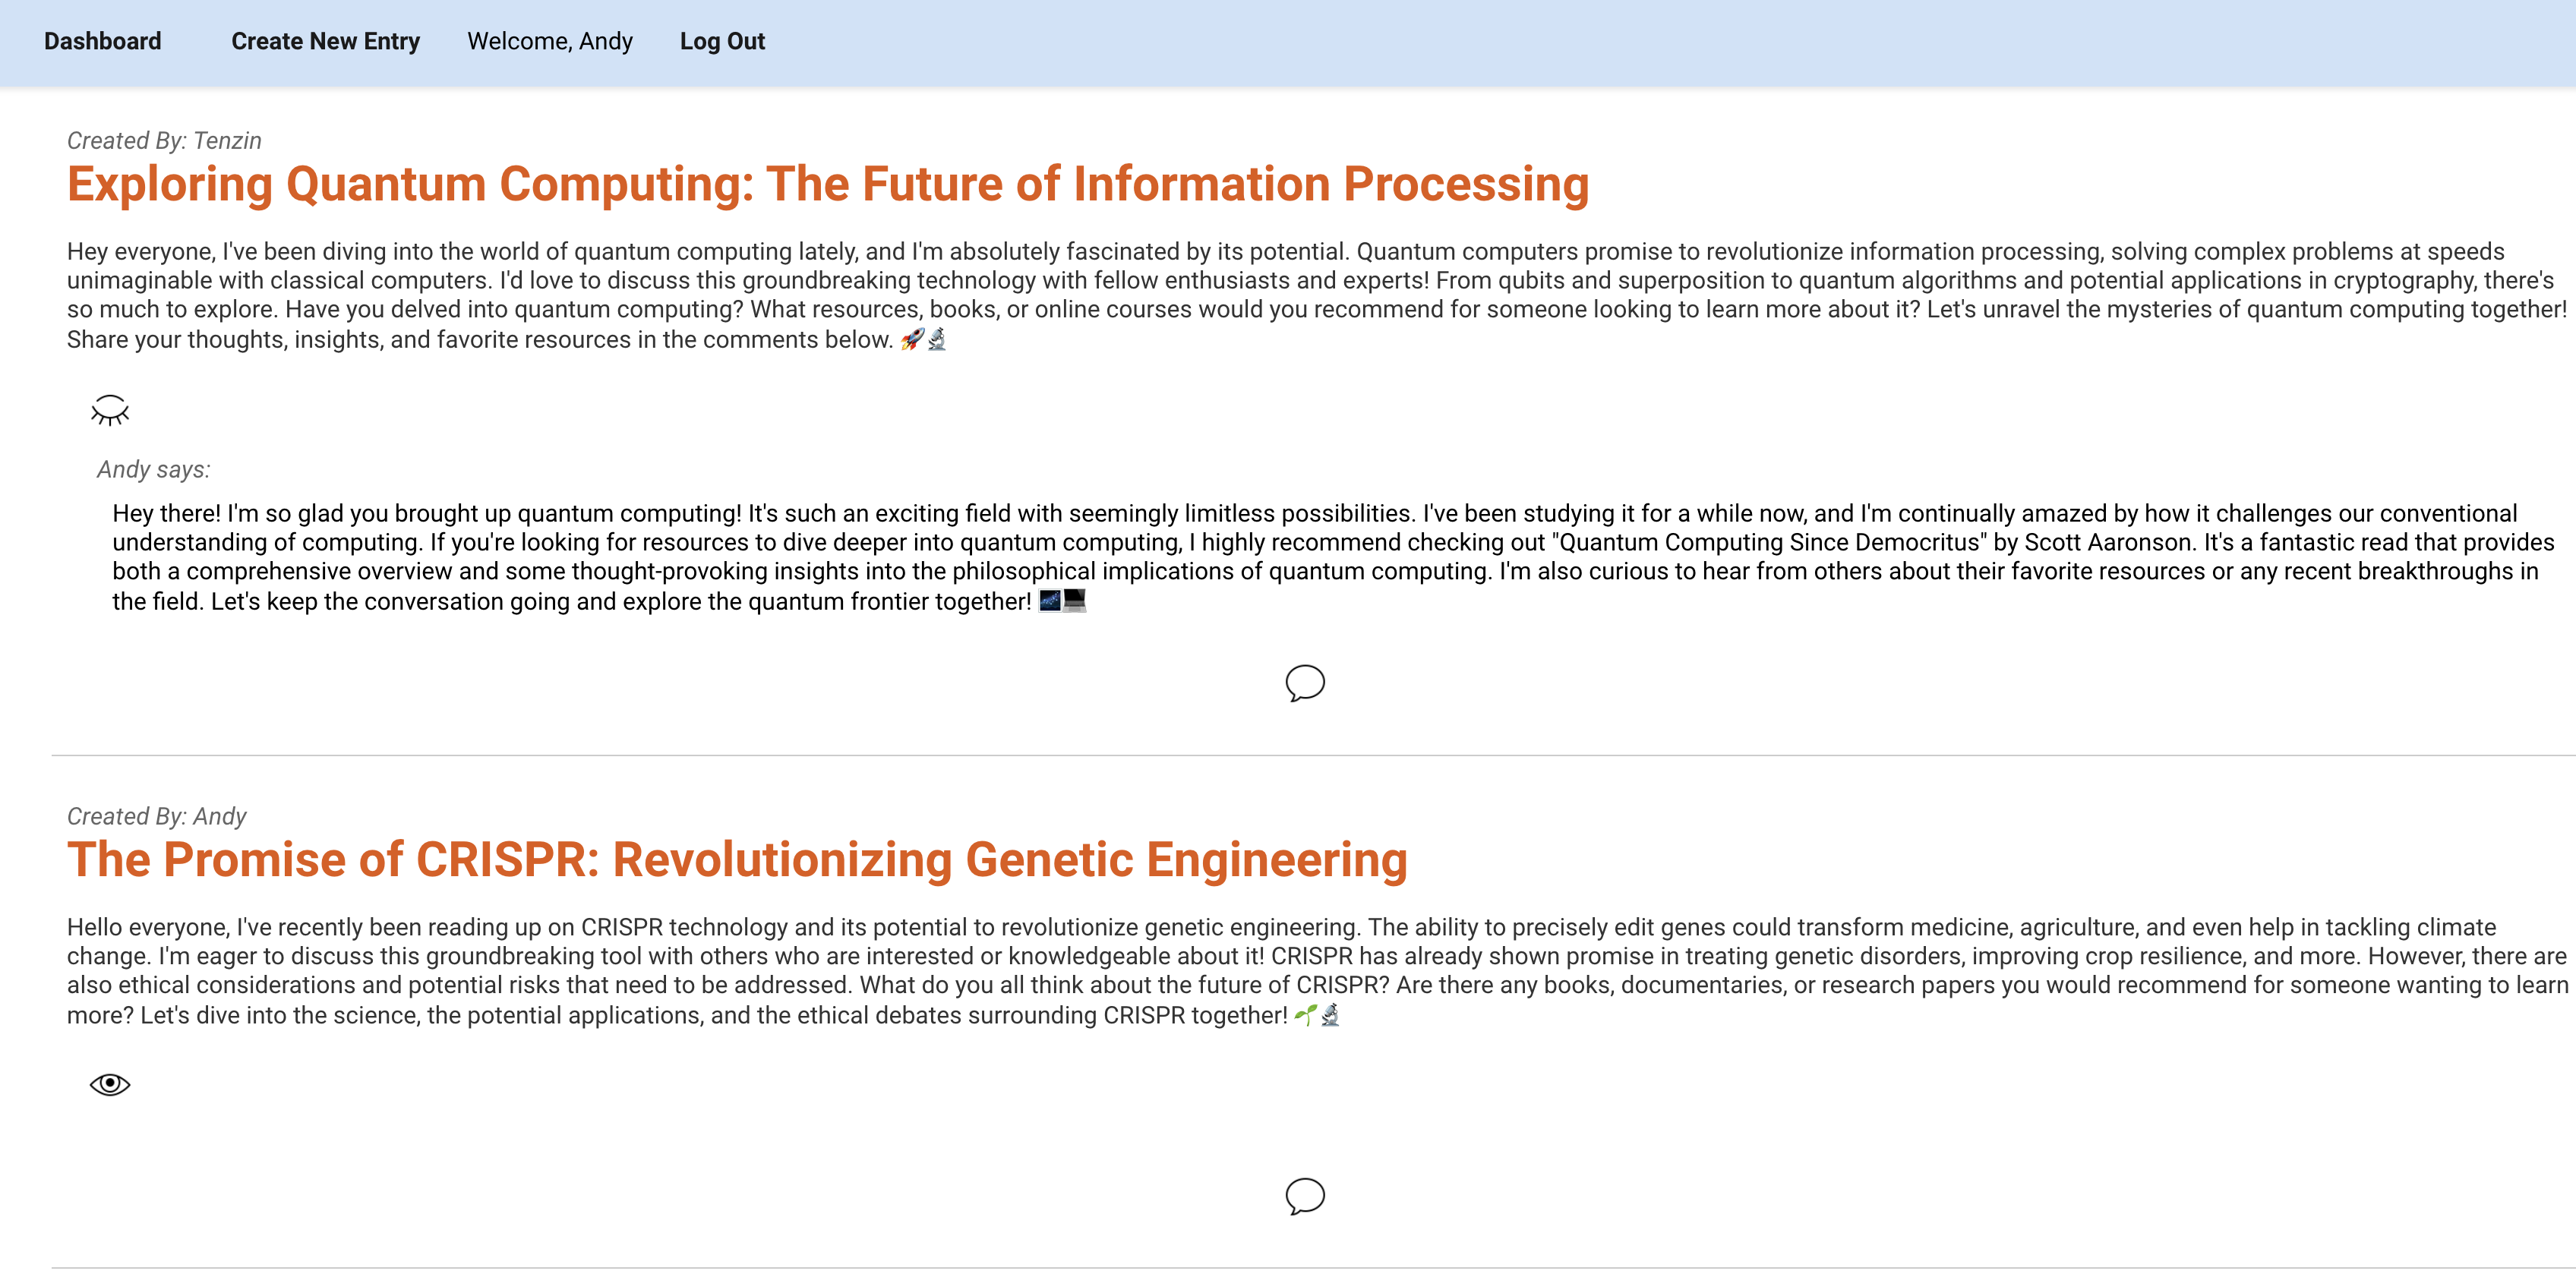 Dashboard Create New Entry Welcome, Andy Log Out
Created By: Tenzin
Exploring Quantum Computing: The Future of Information Processing
Hey everyone, I've been diving into the world of quantum computing lately, and I'm absolutely fascinated by its potential. Quantum computers promise to revolutionize information processing, solving complex problems at speeds
unimaginable with classical computers. I'd love to discuss this groundbreaking technology with fellow enthusiasts and experts! From qubits and superposition to quantum algorithms and potential applications in cryptography, there's
so much to explore. Have you delved into quantum computing? What resources, books, or online courses would you recommend for someone looking to learn more about it? Let's unravel the mysteries of quantum computing together!
Share your thoughts, insights, and favorite resources in the comments below. 🚀🔬
Andy says:
Hey there! I'm so glad you brought up quantum computing! It's such an exciting field with seemingly limitless possibilities. I've been studying it for a while now, and I'm continually amazed by how it challenges our conventional
understanding of computing. If you're looking for resources to dive deeper into quantum computing, I highly recommend checking out "Quantum Computing Since Democritus" by Scott Aaronson. It's a fantastic read that provides
both a comprehensive overview and some thought-provoking insights into the philosophical implications of quantum computing. I'm also curious to hear from others about their favorite resources or any recent breakthroughs in
the field. Let's keep the conversation going and explore the quantum frontier together! 🌌💻
Created By: Andy
The Promise of CRISPR: Revolutionizing Genetic Engineering
Hello everyone, I've recently been reading up on CRISPR technology and its potential to revolutionize genetic engineering. The ability to precisely edit genes could transform medicine, agriculture, and even help in tackling climate
change. I'm eager to discuss this groundbreaking tool with others who are interested or knowledgeable about it! CRISPR has already shown promise in treating genetic disorders, improving crop resilience, and more. However, there are
also ethical considerations and potential risks that need to be addressed. What do you all think about the future of CRISPR? Are there any books, documentaries, or research papers you would recommend for someone wanting to learn
more? Let's dive into the science, the potential applications, and the ethical debates surrounding CRISPR together! 🌱🔬